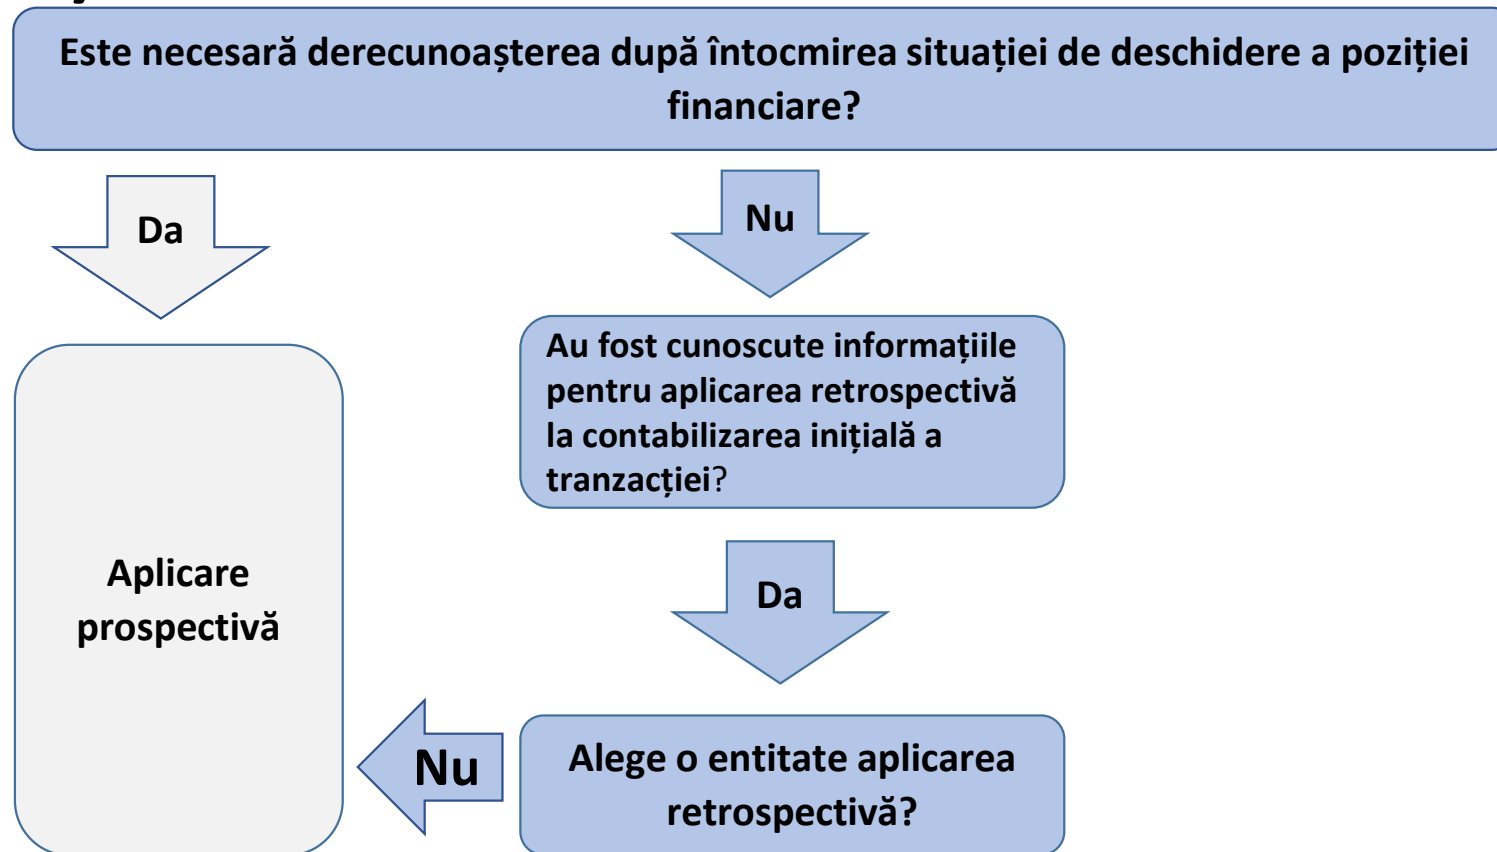 Este necesară derecunoașterea după întocmirea situației de deschidere a poziției
financiare?
Da
Nu
Au fost cunoscute informațiile
pentru aplicarea retrospectivă
la contabilizarea inițială a
tranzacției?
Aplicare
prospectivă
Da
Nu
Alege o entitate aplicarea
retrospectivă?